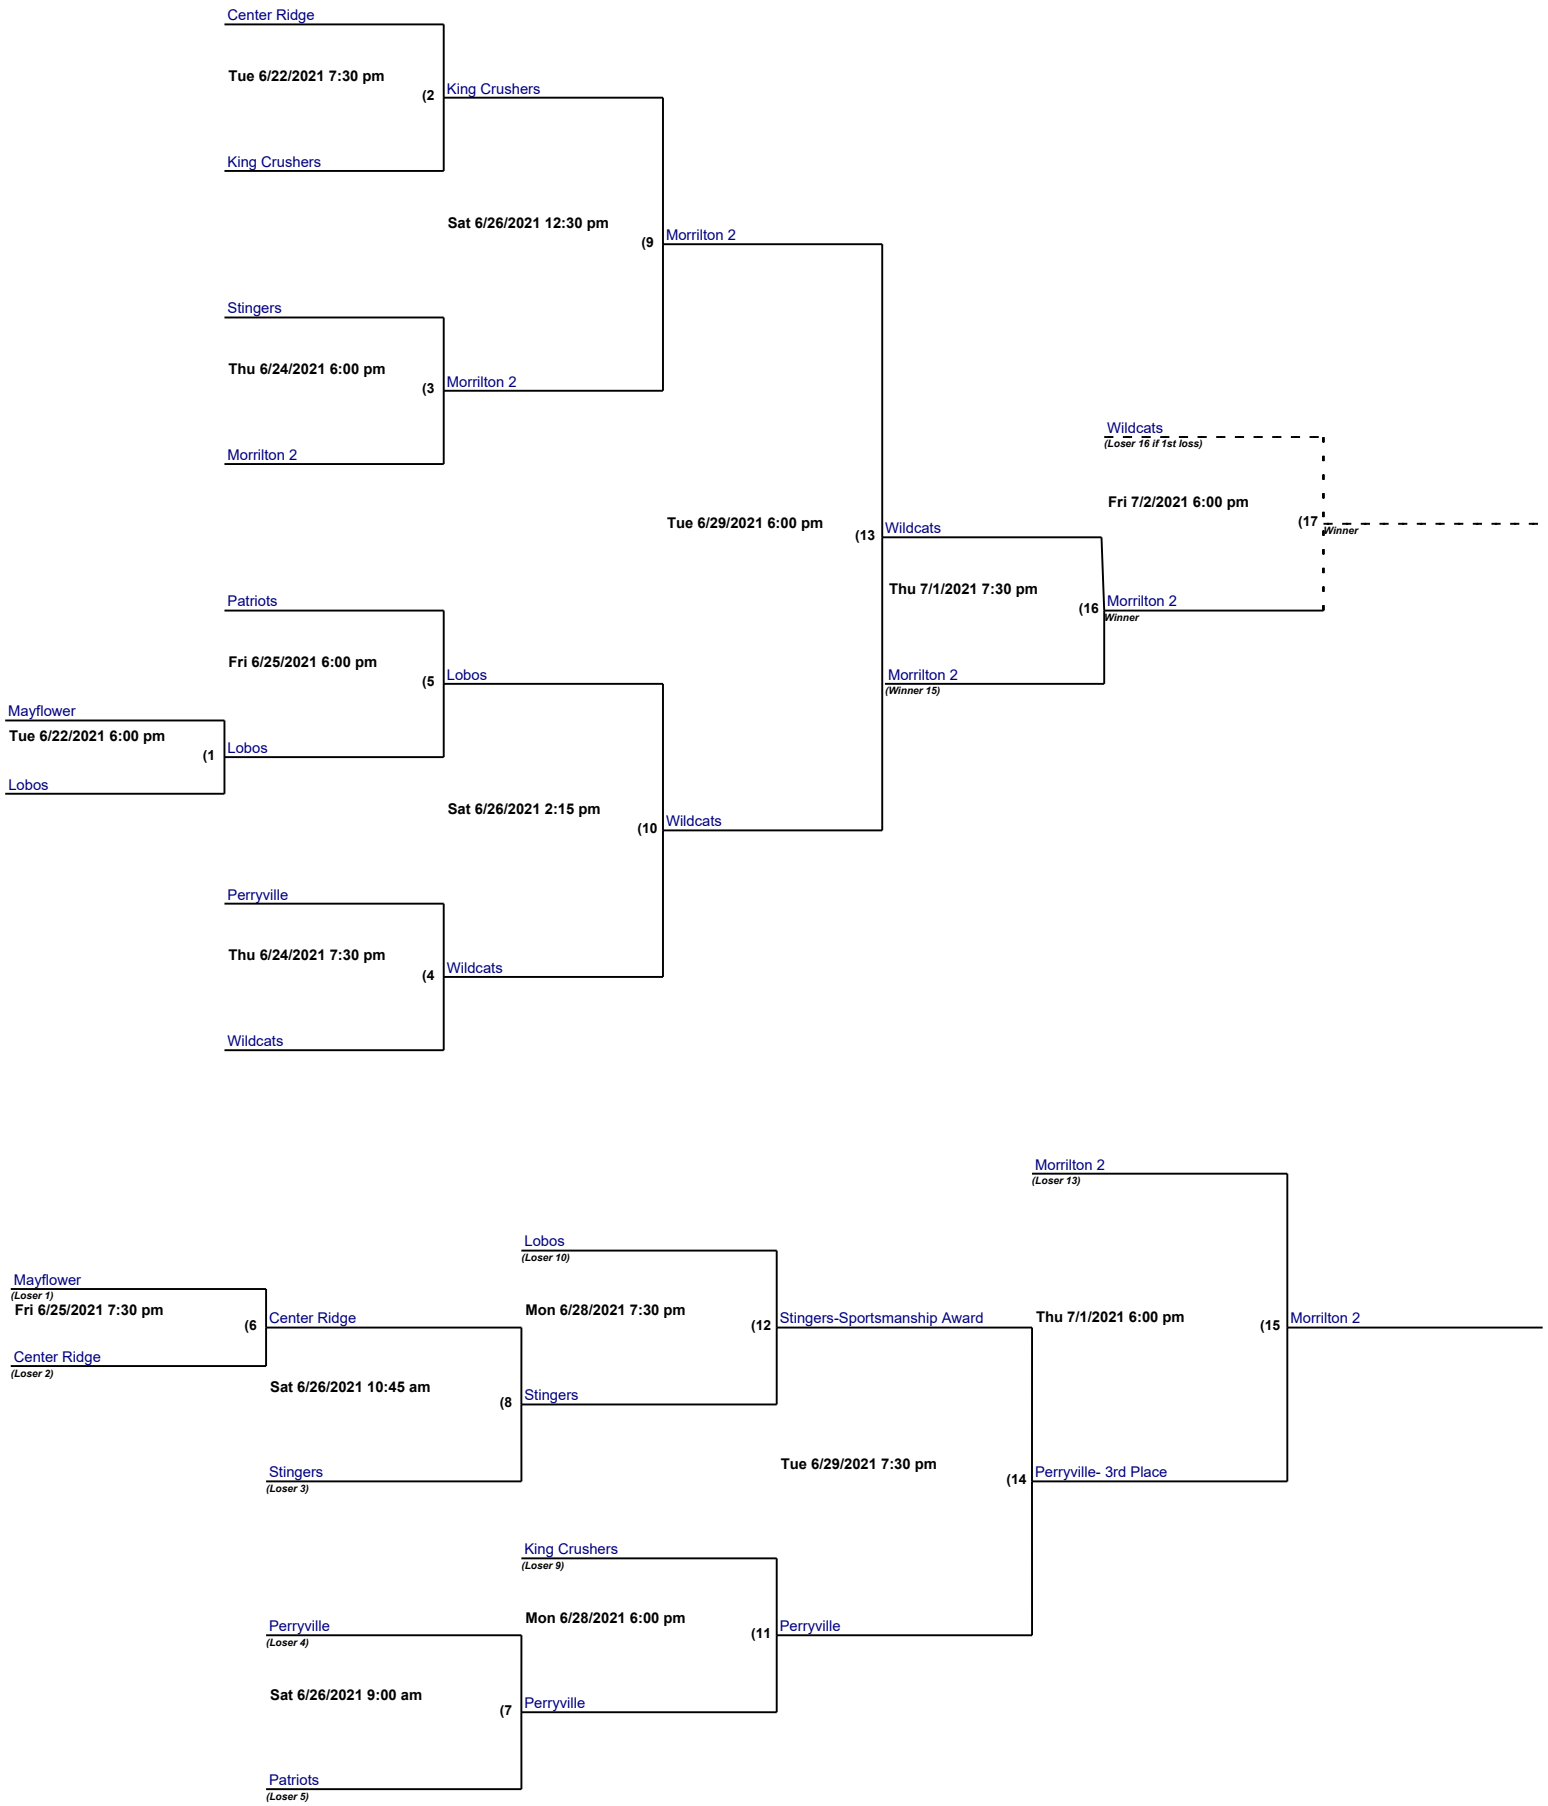 Center Ridge
Tue 6/22/2021 7:30 pm
(2
King Crushers
King Crushers
Sat 6/26/2021 12:30 pm
(9
Morrilton 2
Stingers
Thu 6/24/2021 6:00 pm
(3
Morrilton 2
Morrilton 2
Wildcats
(Loser 16 if 1st loss)
Fri 7/2/2021 6:00 pm
(17
Winner
Tue 6/29/2021 6:00 pm
(13
Wildcats
Thu 7/1/2021 7:30 pm
(16
Morrilton 2
Winner
Patriots
Fri 6/25/2021 6:00 pm
(5
Lobos
Morrilton 2
(Winner 15)
Mayflower
Tue 6/22/2021 6:00 pm
(1
Lobos
Lobos
Sat 6/26/2021 2:15 pm
(10
Wildcats
Perryville
Thu 6/24/2021 7:30 pm
(4
Wildcats
Wildcats
Morrilton 2
(Loser 13)
Lobos
(Loser 10)
Mayflower
(Loser 1)
Fri 6/25/2021 7:30 pm
(6
Center Ridge
Mon 6/28/2021 7:30 pm
(12
Stingers-Sportsmanship Award
Thu 7/1/2021 6:00 pm
(15
Morrilton 2
Center Ridge
(Loser 2)
Sat 6/26/2021 10:45 am
(8
Stingers
Stingers
(Loser 3)
Tue 6/29/2021 7:30 pm
(14
Perryville- 3rd Place
King Crushers
(Loser 9)
Mon 6/28/2021 6:00 pm
(11
Perryville
Perryville
(Loser 4)
Sat 6/26/2021 9:00 am
(7
Perryville
Patriots
(Loser 5)